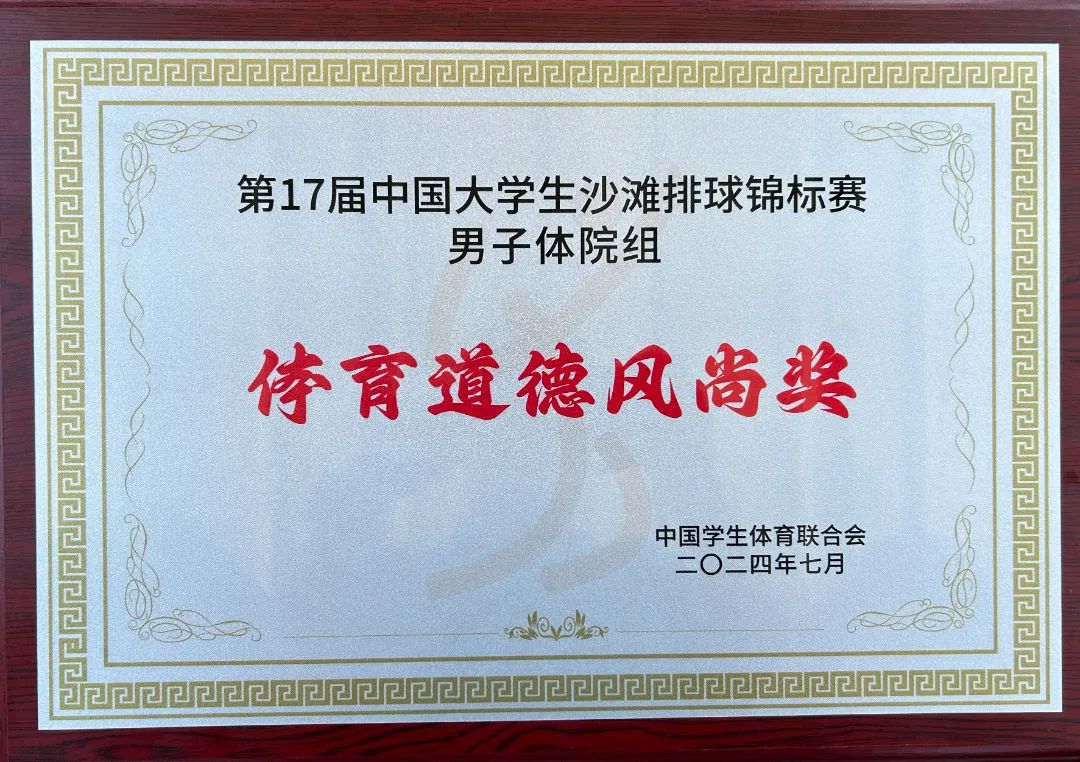 第17届中国大学生沙滩排球锦标赛
男子体院组
体育道德风尚奖
中国学生体育联合会
二〇二四年七月